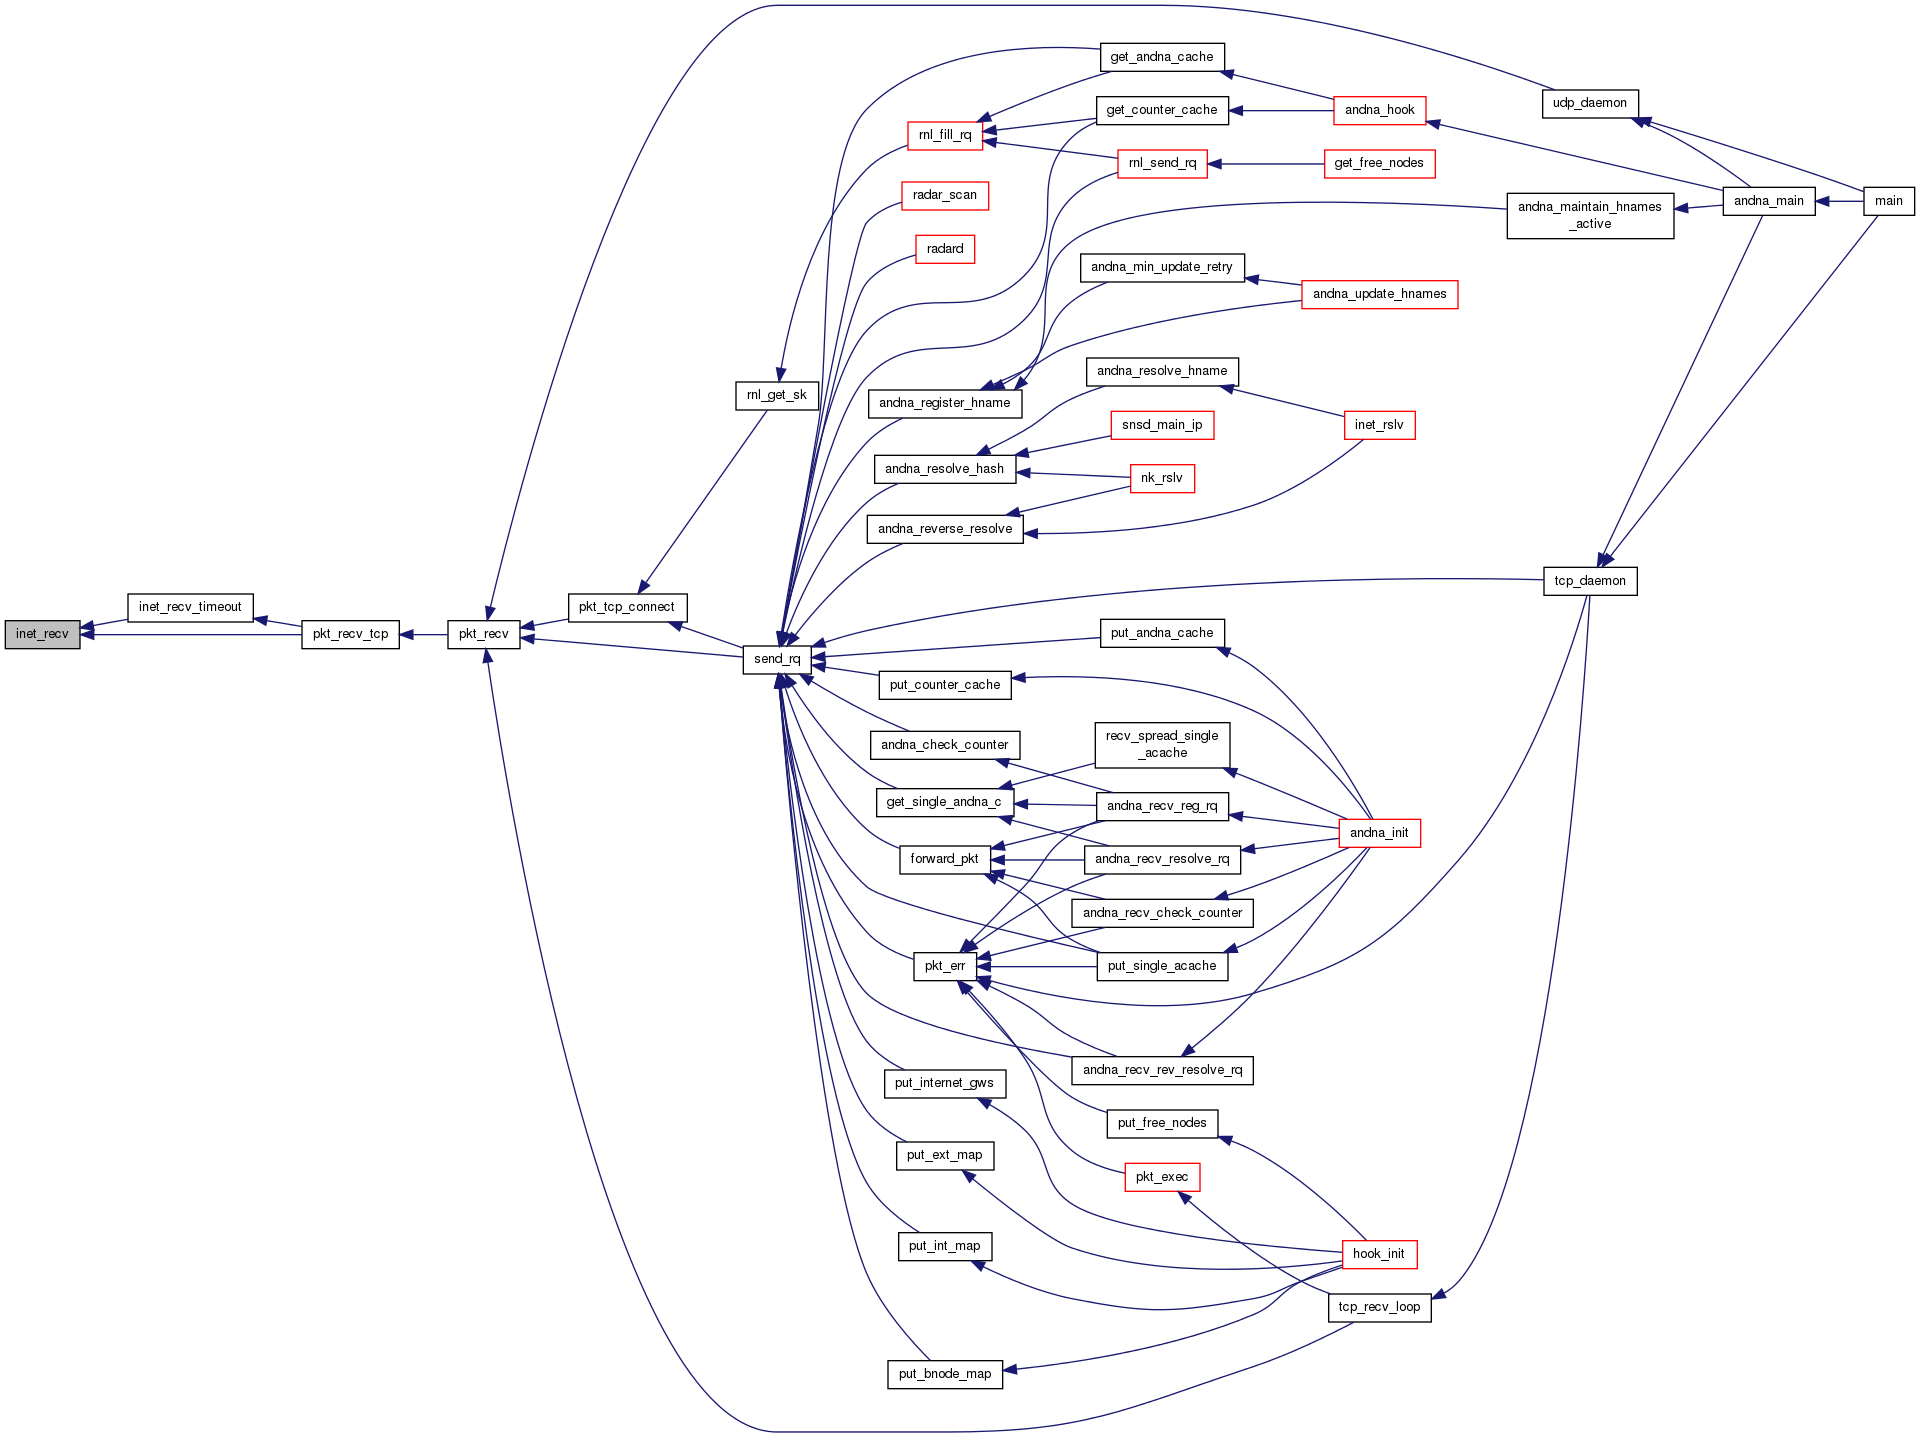 get_andna_cache
udp_daemon
get_counter_cache
andna_hook
rnl_fill_rq
rnl_send_rq
get_free_nodes
radar_scan
andna_maintain_hnames
_active
andna_main
main
radard
andna_min_update_retry
andna_update_hnames
andna_resolve_hname
rnl_get_sk
andna_register_hname
snsd_main_ip
inet_rslv
andna_resolve_hash
nk_rslv
andna_reverse_resolve
tcp_daemon
inet_recv_timeout
pkt_tcp_connect
inet_recv
pkt_recv_tcp
pkt_recv
put_andna_cache
send_rq
put_counter_cache
recv_spread_single
_acache
andna_check_counter
get_single_andna_c
andna_recv_reg_rq
andna_init
forward_pkt
andna_recv_resolve_rq
andna_recv_check_counter
pkt_err
put_single_acache
andna_recv_rev_resolve_rq
put_internet_gws
put_free_nodes
put_ext_map
pkt_exec
put_int_map
hook_init
tcp_recv_loop
put_bnode_map